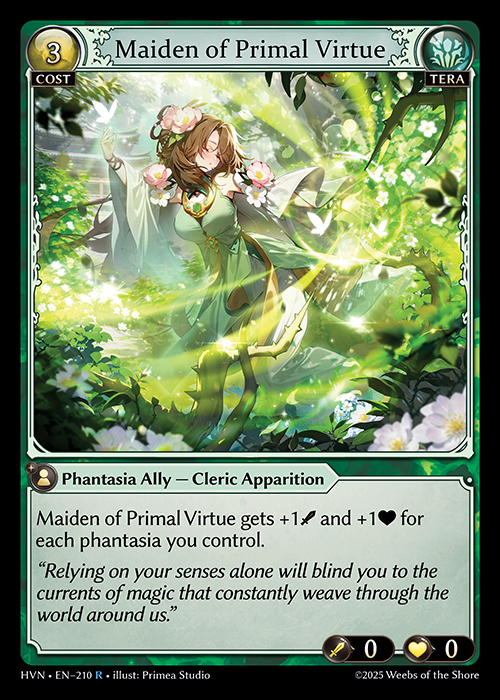 3
COST
Maiden of Primal Virtue
TERA
Phantasia Ally — Cleric Apparition
Maiden of Primal Virtue gets +1 and +1 for
each phantasia you control.
“Relying on your senses alone will blind you to the
currents of magic that constantly weave through the
world around us.”
0
0
HVN • EN–210 R • illust: Primea Studio
©2025 Weebs of the Shore